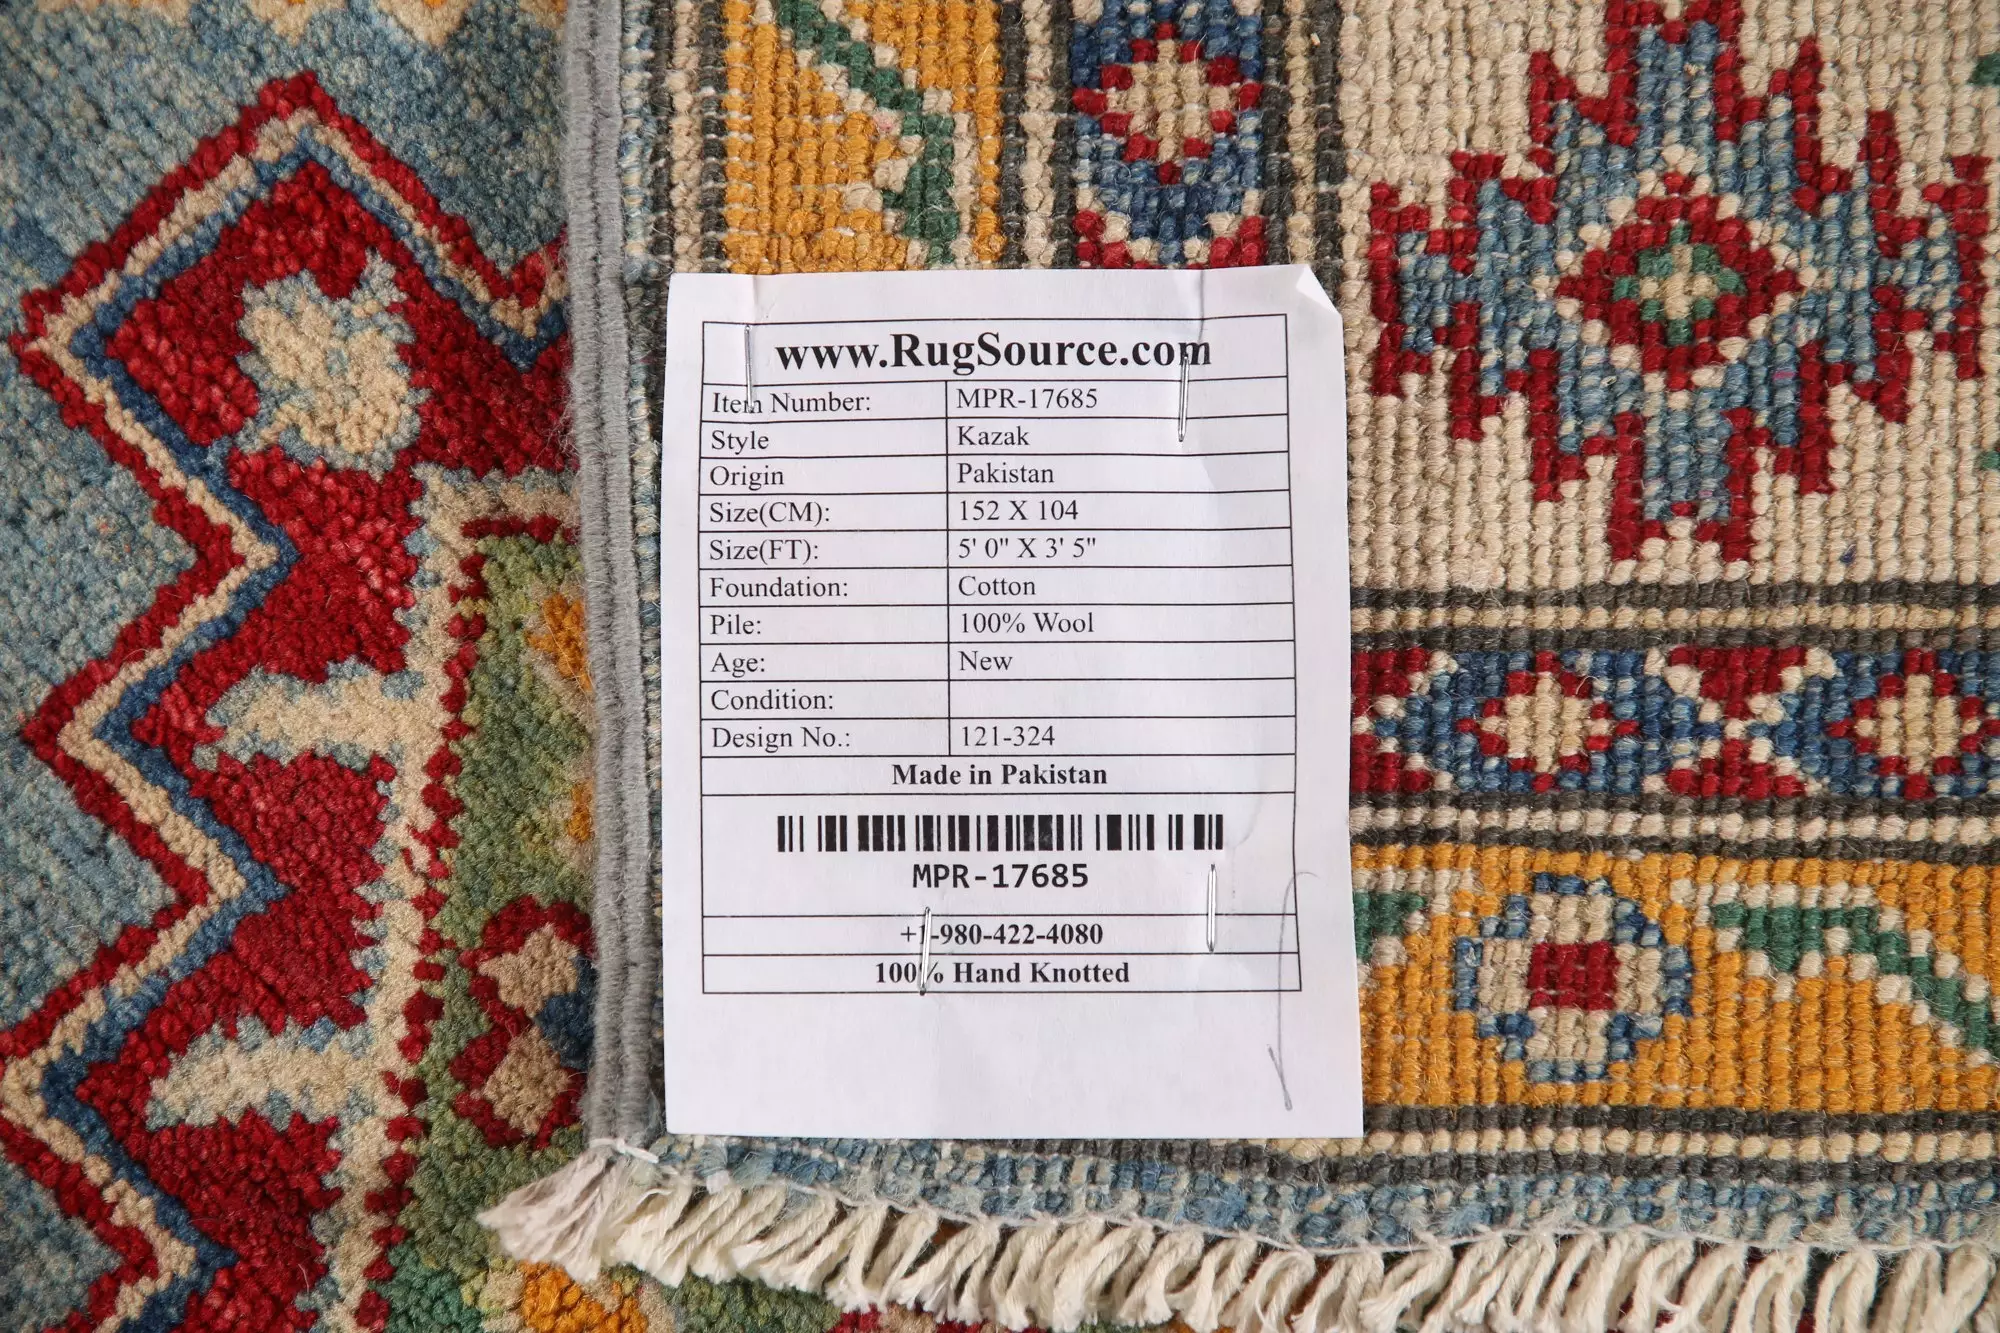 www.RugSource.com
Item Number: MPR-17685
Style Kazak
Origin Pakistan
Size(CM): 152 X 104
Size(FT): 5' 0" X 3' 5"
Foundation: Cotton
Pile: 100% Wool
Age: New
Condition:
Design No.: 121-324
Made in Pakistan
MPR-17685
+1-980-422-4080
100% Hand Knotted